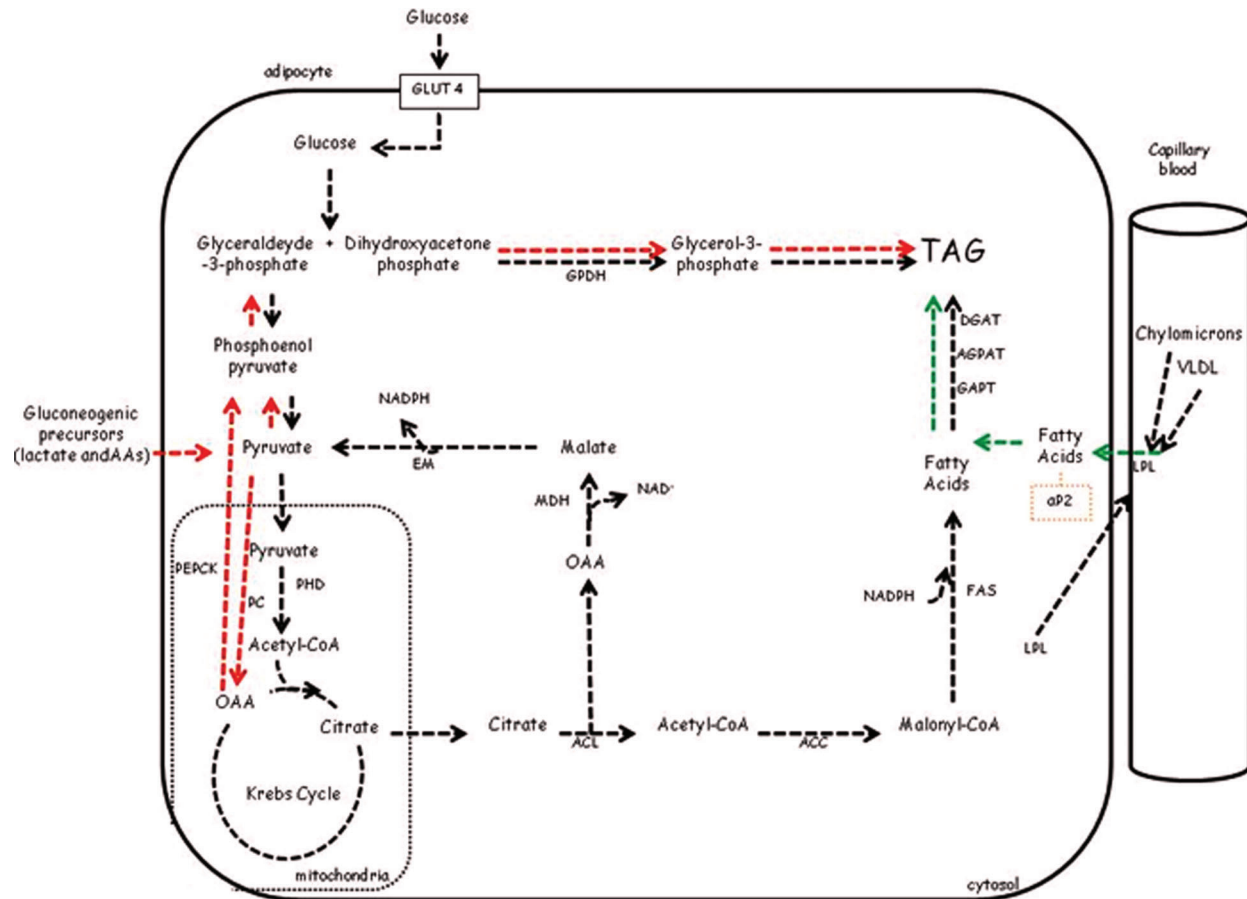 Glucose
adipocyte
GLUT 4
Glucose
Capillary
blood
Glyceraldeyde
-3-phosphate
+
Dihydroxyacetone
phosphate
GPDH
Glycerol-3-
phosphate
TAG
DGAT
AGPAT
GAPT
Chylomicrons
VLDL
Phosphoenol
pyruvate
Gluconeogenic
precursors
(lactate andAAs)
Pyruvate
NADPH
EM
Malate
Fatty
Acids
Fatty
Acids
LPL
aP2
MDH
NAD⁺
OAA
Pyruvate
PEPCK
PC
PHD
NADPH
FAS
LPL
Acetyl-CoA
OAA
Citrate
Citrate
ACL
Acetyl-CoA
ACC
Malonyl-CoA
Krebs Cycle
mitochondria
cytosol